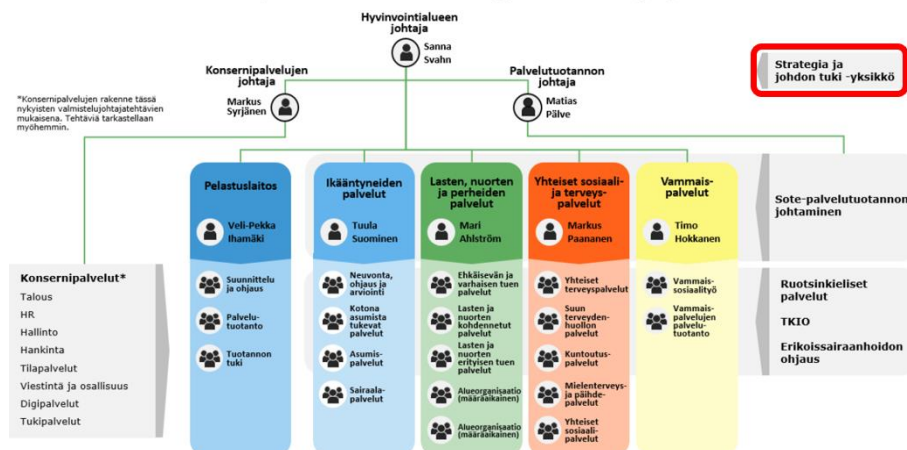 Hyvinvointialueen
johtaja
Sanna
Svahn
Konsernipalvelujen
johtaja
Markus
Syrjänen
Palvelutuotannon
johtaja
Matias
Pälve
Strategia ja
johdon tuki -yksikkö
*Konsernipalvelujen rakenne tässä
nykyisten valmistelujohtajatehtävien
mukaisena. Tehtäviä tarkastellaan
myöhemmin.
Konsernipalvelut*
Talous
HR
Hallinto
Hankinta
Tilapalvelut
Viestintä ja osallisuus
Digipalvelut
Tukipalvelut
Pelastuslaitos
Veli-Pekka
Ihamäki
Suunnittelu
ja ohjaus
Palvelu-
tuotanto
Tuotannon
tuki
Ikääntyneiden
palvelut
Tuula
Suominen
Neuvonta,
ohjaus ja
arviointi
Kotona
asumista
tukevat
palvelut
Asumis-
palvelut
Sairaala-
palvelut
Lasten, nuorten
ja perheiden
palvelut
Mari
Ahlström
Ehkäisevän ja
varhaisen tuen
palvelut
Lasten ja
nuorten
kohdennetut
palvelut
Lasten ja
nuorten
erityisen tuen
palvelut
Alueorganisaatio
(määräaikainen)
Alueorganisaatio
(määräaikainen)
Yhteiset sosiaali-
ja terveys-
palvelut
Markus
Paananen
Yhteiset
terveyspalvelut
Suun
terveyden-
huollon
palvelut
Kuntoutus-
palvelut
Mielenterveys-
ja päihde-
palvelut
Yhteiset
sosiaali-
palvelut
Vammais-
palvelut
Timo
Hokkanen
Vammais-
sosiaalityö
Vammais-
palvelujen
palvelu-
tuotanto
Sote-palvelutuotannon
johtaminen
Ruotsinkieliset
palvelut
TKIO
Erikoissairaanhoidon
ohjaus